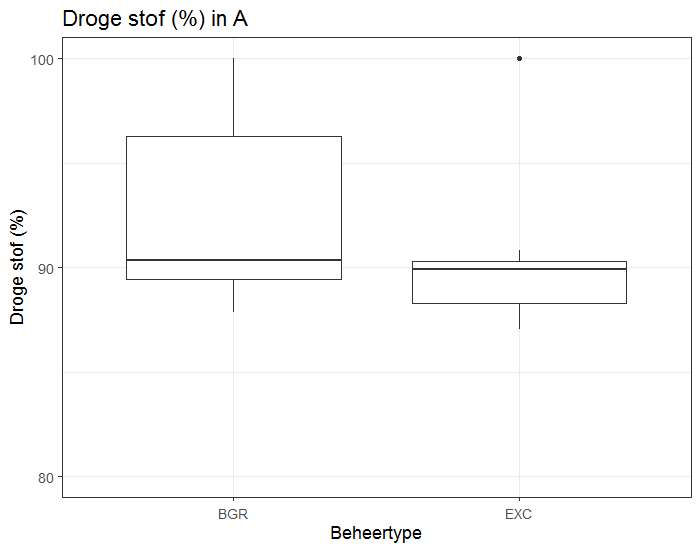 Droge stof (%) in A
Droge stof (%)
100
90
80
BGR
EXC
Beheertype